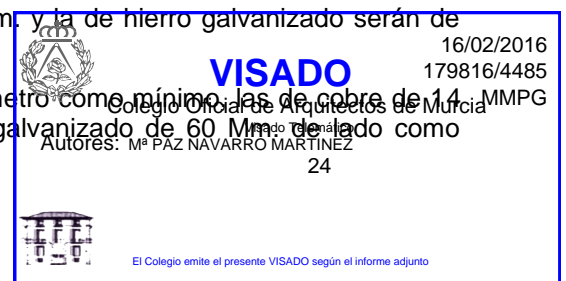 m. y la de hierro galvanizado serán de
16/02/2016
VISADO
179816/4485
metro como mínimo, las de cobre de 14
Colegio Oficial de Arquitectos de Murcia
MMPG
Visado Telemático
galvanizado de 60 Mm. de lado como
Autores: Mª PAZ NAVARRO MARTINEZ
24
El Colegio emite el presente VISADO según el informe adjunto